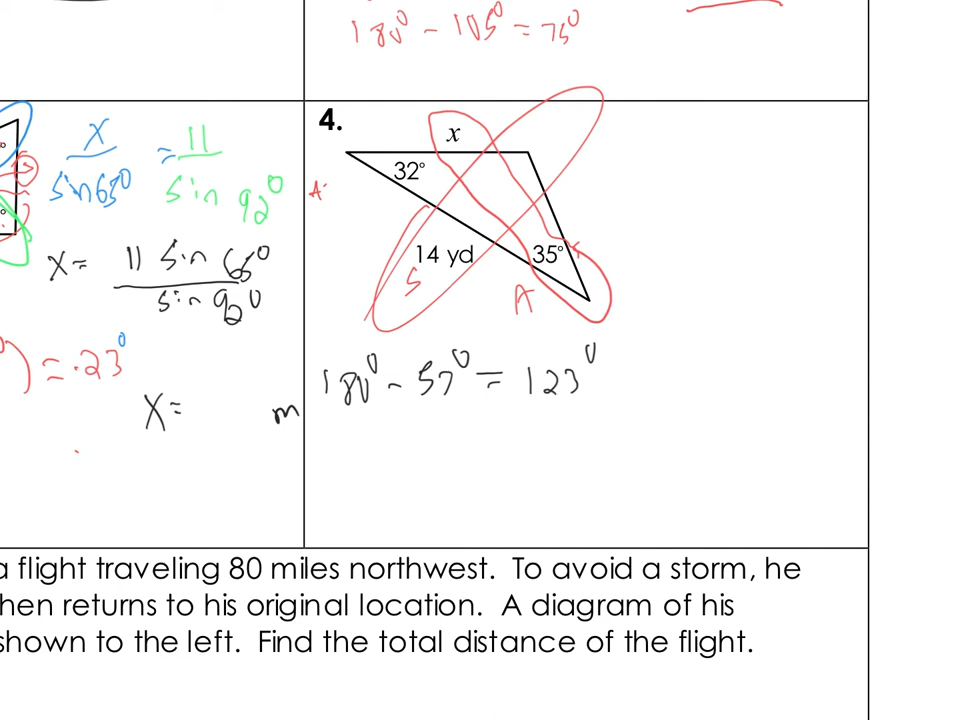 180° - 105° = 75°
x/sin65° = 11/sin 92°
x= 11 sin 65°/sin 92°
) = .23°
x= m
4.
x
32°
A
14 yd
35°
S
A
180° - 57° = 123°
a flight traveling 80 miles northwest. To avoid a storm, he
hen returns to his original location. A diagram of his
shown to the left. Find the total distance of the flight.